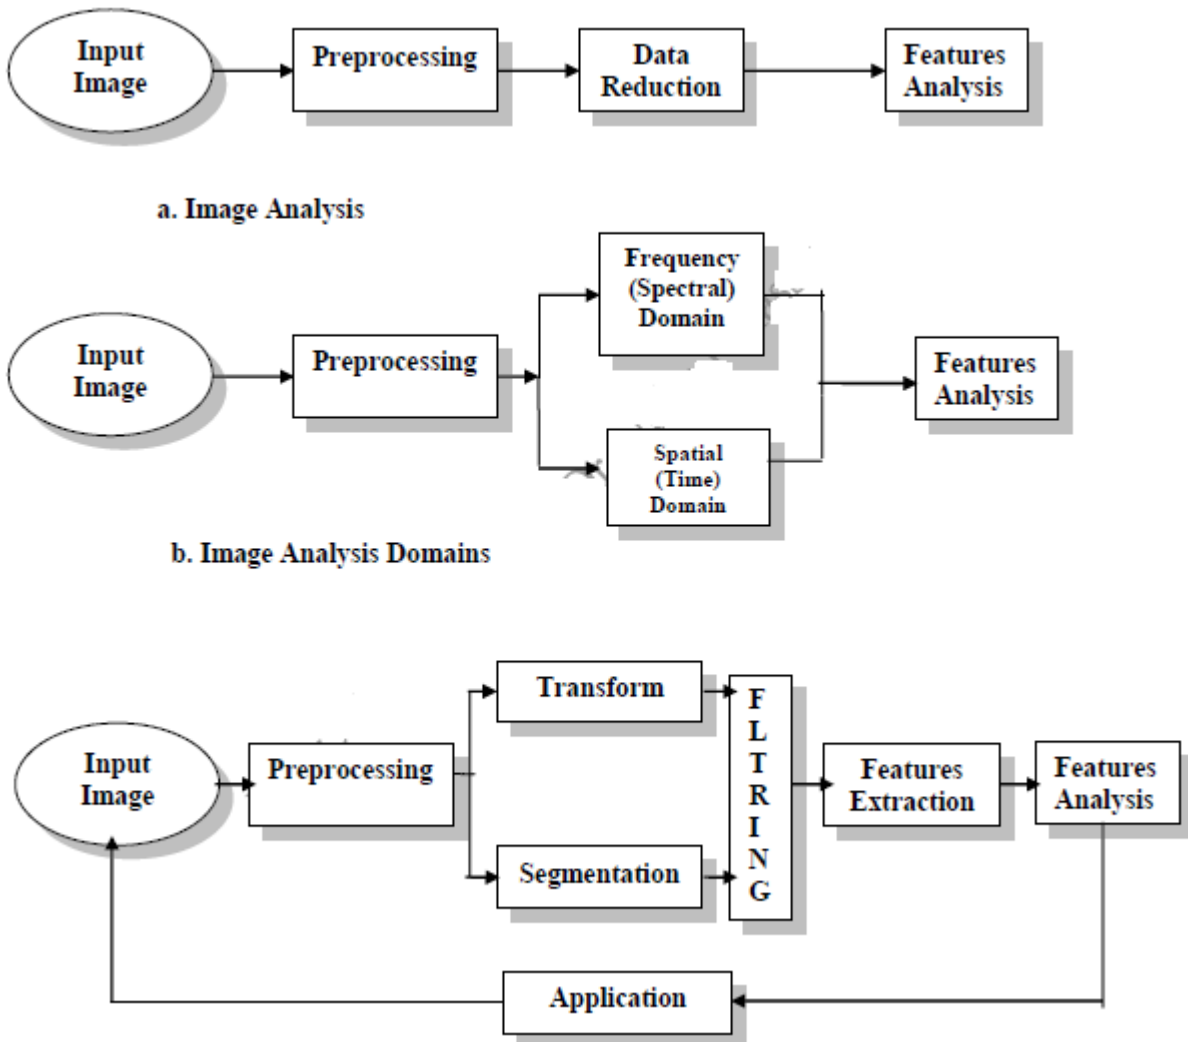 Input
Image
Preprocessing
Data
Reduction
Features
Analysis
a. Image Analysis
Input
Image
Preprocessing
Frequency
(Spectral)
Domain
Spatial
(Time)
Domain
Features
Analysis
b. Image Analysis Domains
Input
Image
Preprocessing
Transform
Segmentation
F
L
T
R
I
N
G
Features
Extraction
Features
Analysis
Application